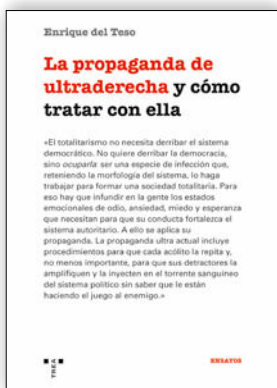 Enrique del Teso
La propaganda de
ultraderecha y cómo
tratar con ella
«El totalitarismo no necesita derribar el sistema
democrático. No quiere derribar la democracia,
sino ocuparla ser una especie de infección que,
reteniendo la morfología del sistema, lo haga
trabajar para formar una sociedad totalitaria. Para
eso hay que infundir en la gente los estados
emocionales de odio, ansiedad, miedo y esperanza
que necesitan para que su conducta fortalezca el
sistema autoritario. A ello se aplica su
propaganda. La propaganda ultra actual incluye
procedimientos para que cada acólito la repita y,
no menos importante, para que sus detractores la
amplifiquen y la inyecten en el torrente sanguíneo
del sistema político sin saber que le están
haciendo el juego al enemigo.»
TREA
ENSAYOS